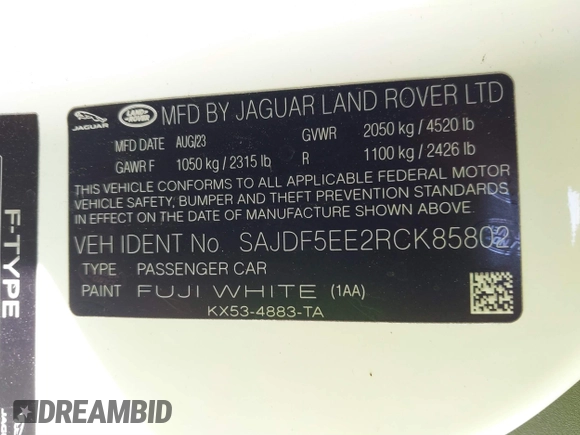 JAGUAR
LAND ROVER
MFD BY JAGUAR LAND ROVER LTD
MFD DATE AUG/23 GVWR 2050 kg / 4520 lb
GAWR F 1050 kg / 2315 lb R 1100 kg / 2426 lb
THIS VEHICLE CONFORMS TO ALL APPLICABLE FEDERAL MOTOR
VEHICLE SAFETY, BUMPER AND THEFT PREVENTION STANDARDS
IN EFFECT ON THE DATE OF MANUFACTURE SHOWN ABOVE.
VEH IDENT No. SAJDF5EE2RCK85802
TYPE PASSENGER CAR
PAINT FUJI WHITE (1AA)
KX53-4883-TA
F-TYPE
DREAMBID